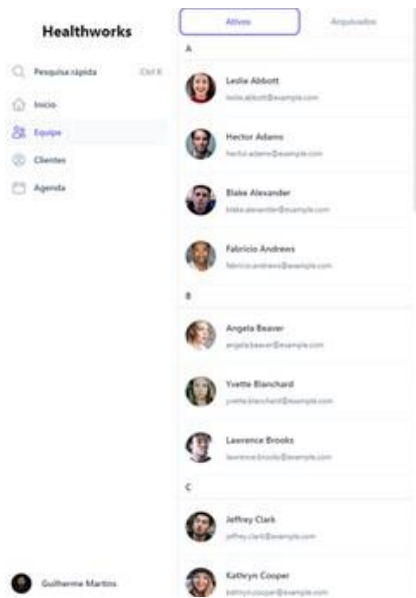 Healthworks
Pesquisa rápida Ctrl K
Início
Equipe
Clientes
Agenda
Guilherme Martins
Ativos Arquivados
A
Leslie Abbott
leslie.abbott@example.com
Hector Adams
hector.adams@example.com
Blake Alexander
blake.alexander@example.com
Fabricio Andrews
fabricio.andrews@example.com
B
Angela Beaver
angela.beaver@example.com
Yvette Blanchard
yvette.blanchard@example.com
Lawrence Brooks
lawrence.brooks@example.com
C
Jeffrey Clark
jeffrey.clark@example.com
Kathryn Cooper
kathryn.cooper@example.com